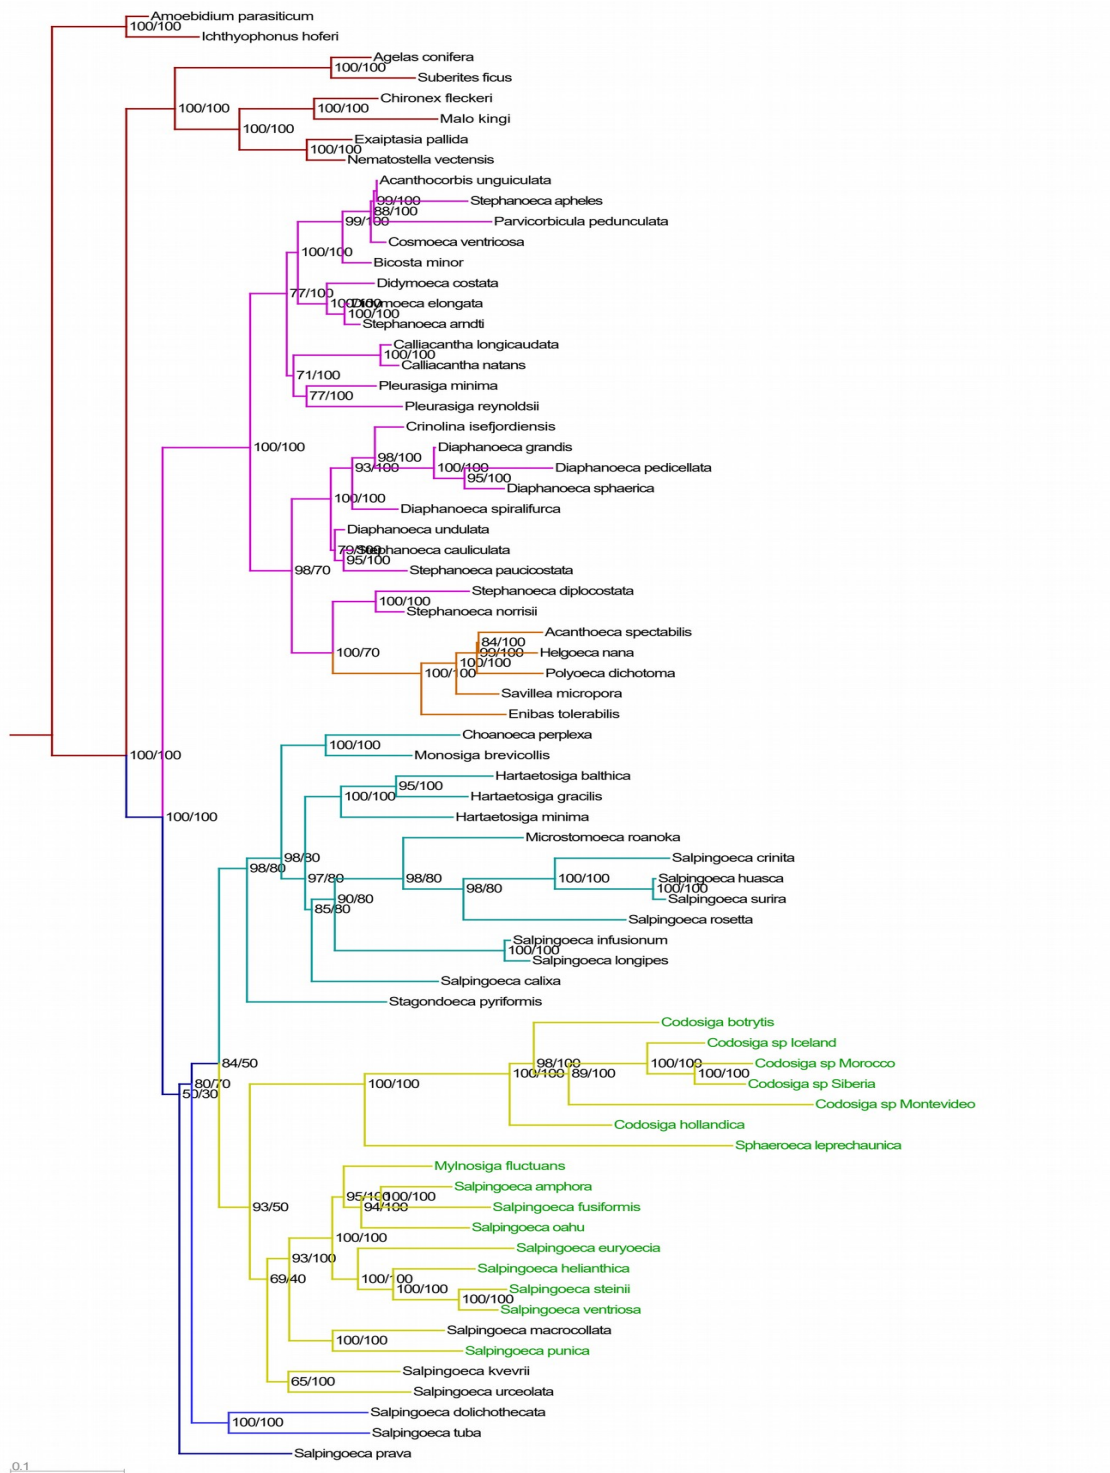 Amoebidium parasiticum
100/100
Ichthyophonus hoferi
Agelas conifera
100/100
Suberites ficus
Chironex fleckeri
100/100
100/100
Malo kingi
100/100
Exaiptasia pallida
100/100
Nematostella vectensis
Acanthocorbis unguiculata
99/100
Stephanoeca apheles
88/100
99/100
Parvicorbicula pedunculata
Cosmoeca ventricosa
100/100
Bicosta minor
Didymoeca costata
77/100
100/100
Didymoeca elongata
100/100
Stephanoeca arndti
Calliacantha longicaudata
100/100
Calliacantha natans
71/100
Pleurasiga minima
77/100
Pleurasiga reynoldsii
Crinolina isefjordiensis
100/100
Diaphanoeca grandis
98/100
93/100
100/100
Diaphanoeca pedicellata
95/100
Diaphanoeca sphaerica
100/100
Diaphanoeca spiralifurca
Diaphanoeca undulata
79/100
Stephanoeca cauliculata
95/100
98/70
Stephanoeca paucicostata
Stephanoeca diplocostata
100/100
Stephanoeca norrisii
Acanthoeca spectabilis
84/100
100/70
99/100
Helgoeca nana
100/100
100/100
Polyoeca dichotoma
Savillea micropora
Enibas tolerabilis
Choanoeca perplexa
100/100
100/100
Monosiga brevicollis
Hartaetosiga balthica
95/100
100/100
Hartaetosiga gracilis
100/100
Hartaetosiga minima
Microstomoeca roanoka
98/80
Salpingoeca crinita
98/80
97/80
98/80
100/100
Salpingoeca huasca
98/80
100/100
90/80
Salpingoeca surira
85/80
Salpingoeca rosetta
Salpingoeca infusionum
100/100
Salpingoeca longipes
Salpingoeca calixa
Stagondoeca pyriformis
Codosiga botrytis
Codosiga sp Iceland
84/50
98/100
100/100
Codosiga sp Morocco
100/100
89/100
100/100
80/70
100/100
Codosiga sp Siberia
50/30
Codosiga sp Montevideo
Codosiga hollandica
Sphaeroeca leprechaunica
Mylnosiga fluctuans
Salpingoeca amphora
95/100
100/100
93/50
94/100
Salpingoeca fusiformis
Salpingoeca oahu
100/100
Salpingoeca euryoecia
93/100
Salpingoeca helianthica
69/40
100/100
100/100
Salpingoeca steinii
100/100
Salpingoeca ventriosa
Salpingoeca macrocollata
100/100
Salpingoeca punica
Salpingoeca kvevrii
65/100
Salpingoeca urceolata
Salpingoeca dolichothecata
100/100
Salpingoeca tuba
Salpingoeca prava
0.1